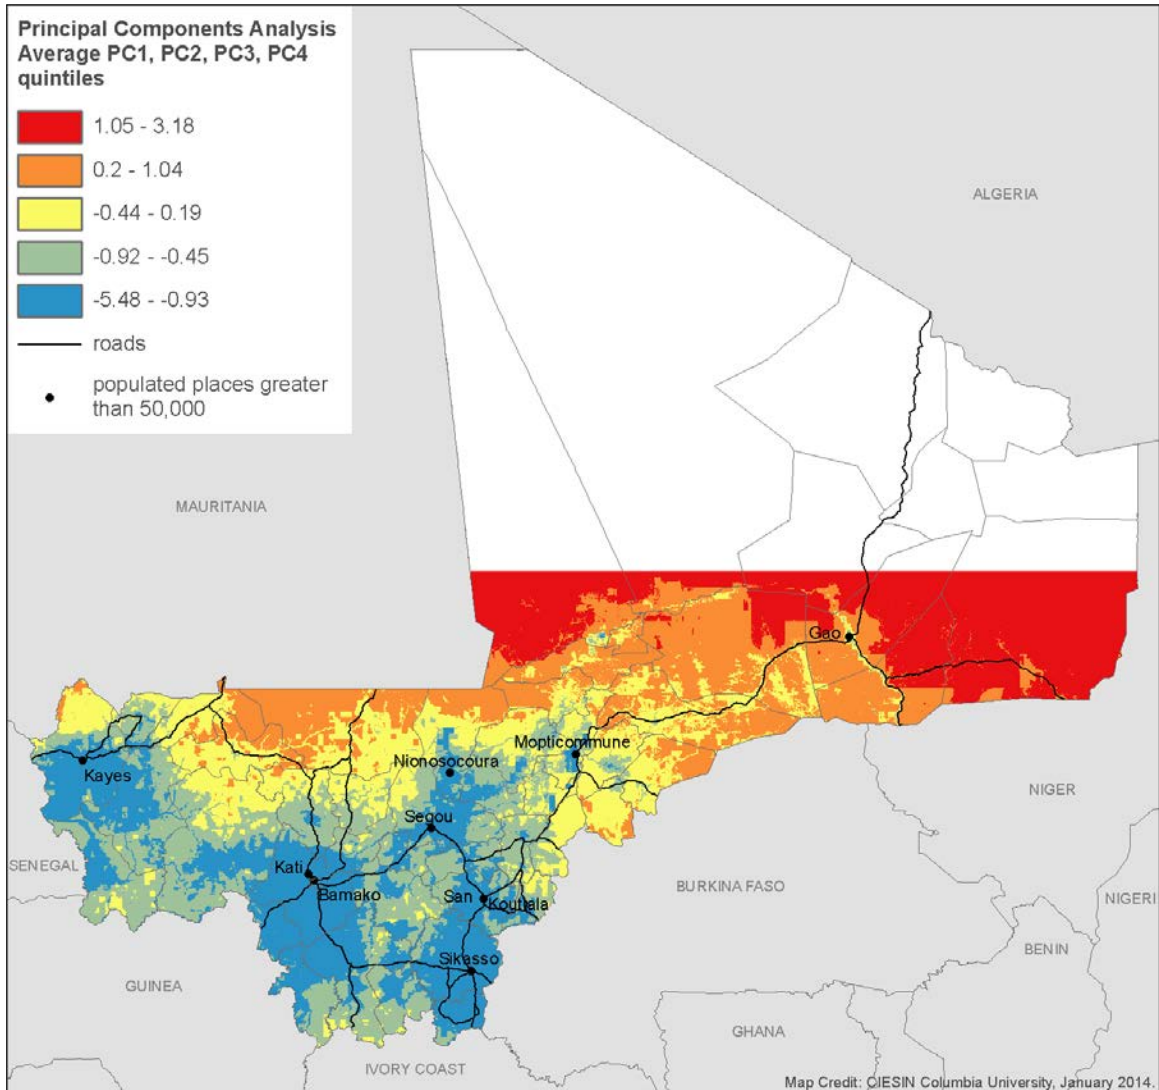 Principal Components Analysis
Average PC1, PC2, PC3, PC4
quintiles
1.05 - 3.18
0.2 - 1.04
-0.44 - 0.19
-0.92 - -0.45
-5.48 - -0.93
roads
populated places greater
than 50,000
ALGERIA
MAURITANIA
Gao
Mopticommune
Nionosocoura
Kayes
NIGER
Segou
SENEGAL
Kati
Bamako
San
Koutiala
BURKINA FASO
NIGERI
BENIN
Sikasso
GUINEA
GHANA
IVORY COAST
Map Credit: CIESIN Columbia University, January 2014.